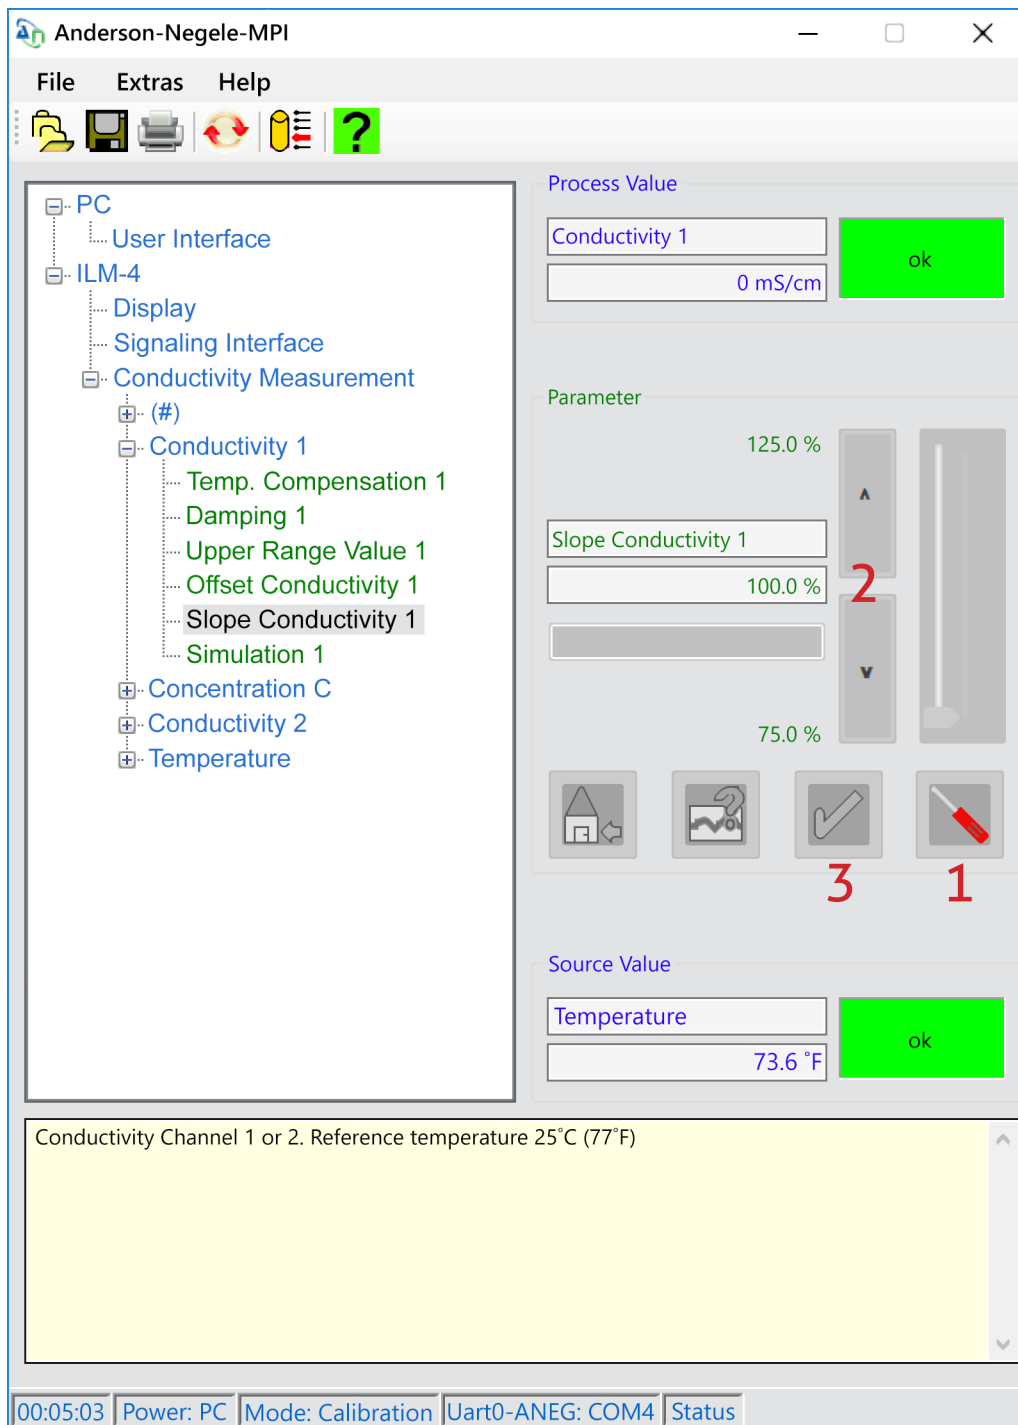 Anderson-Negele-MPI
File Extras Help
?
PC
User Interface
ILM-4
Display
Signaling Interface
Conductivity Measurement
(#)
Conductivity 1
Temp. Compensation 1
Damping 1
Upper Range Value 1
Offset Conductivity 1
Slope Conductivity 1
Simulation 1
Concentration C
Conductivity 2
Temperature
Process Value
Conductivity 1
0 mS/cm
ok
Parameter
125.0 %
Slope Conductivity 1
100.0 %
2
75.0 %
3
1
Source Value
Temperature
73.6 °F
ok
Conductivity Channel 1 or 2. Reference temperature 25°C (77°F)
00:05:03 Power: PC Mode: Calibration Uart0-ANEG: COM4 Status